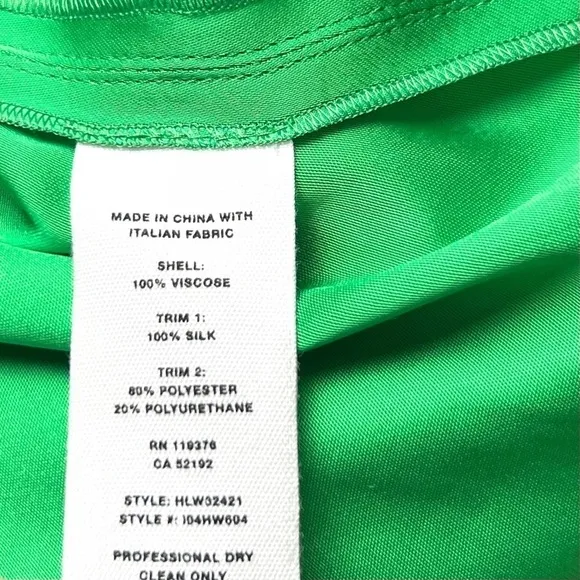 MADE IN CHINA WITH
ITALIAN FABRIC
SHELL:
100% VISCOSE
TRIM 1:
100% SILK
TRIM 2:
80% POLYESTER
20% POLYURETHANE
RN 119376
CA 52192
STYLE: HLW32421
STYLE #: I04HW604
PROFESSIONAL DRY
CLEAN ONLY